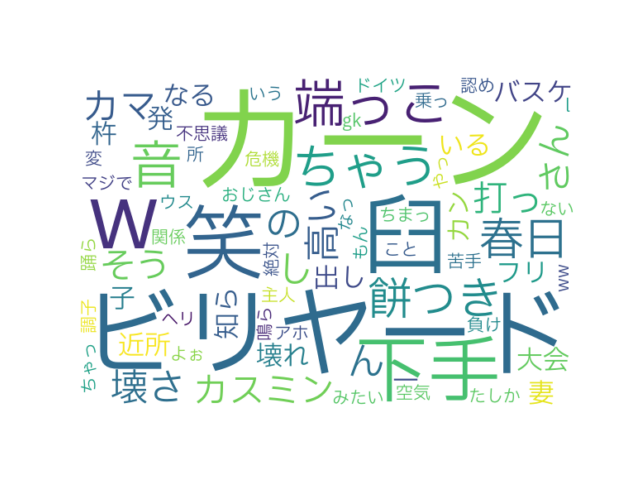 カーン
ビリヤード
臼
笑
W
下手
端っこ
ちゃう
音
春日
餅つき
高い
の
し
打っ
いる
さん
カマ
発
なる
杵
いう
ドイツ
乗っ
gk
認め
バスケ
l
不思議
所
危機
変
マジで
ウス
おじさん
やっ
カン
ちまっ
ない
なっ
もん
こと
苦手
フリ
ww
関係
絶対
出し
そう
踊ら
子
知ら
主人
ヘリ
鳴ら
アホ
調子
近所
よぉ
壊れ
ん
ー
負け
大会
ちゃっ
壊さ
カスミン
みたい
空気
たしか
妻